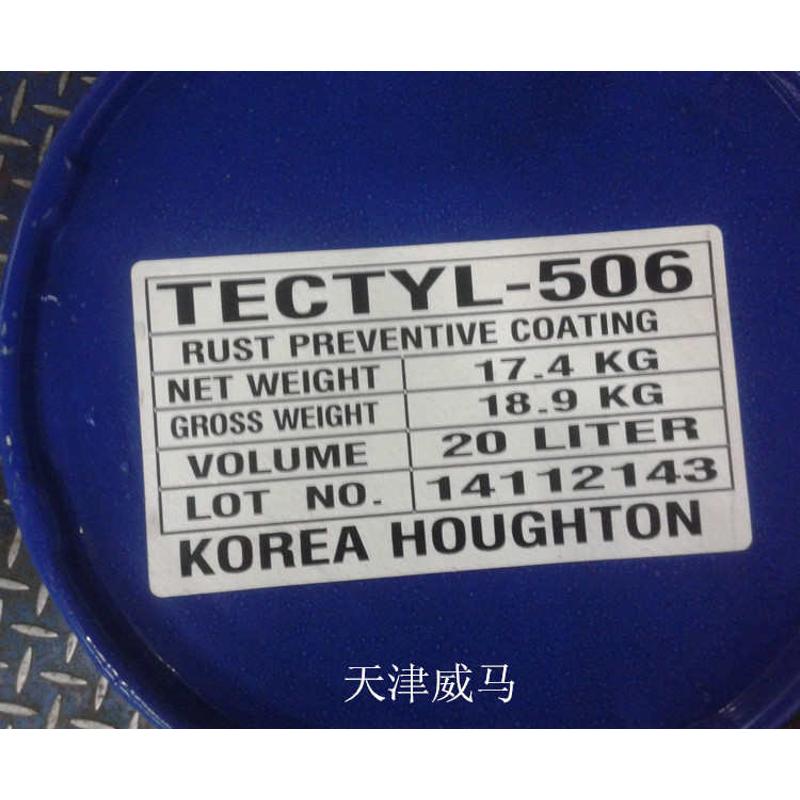 TECTYL-506
RUST PREVENTIVE COATING
NET WEIGHT 17.4 KG
GROSS WEIGHT 18.9 KG
VOLUME 20 LITER
LOT NO. 14112143
KOREA HOUGHTON
天津威马